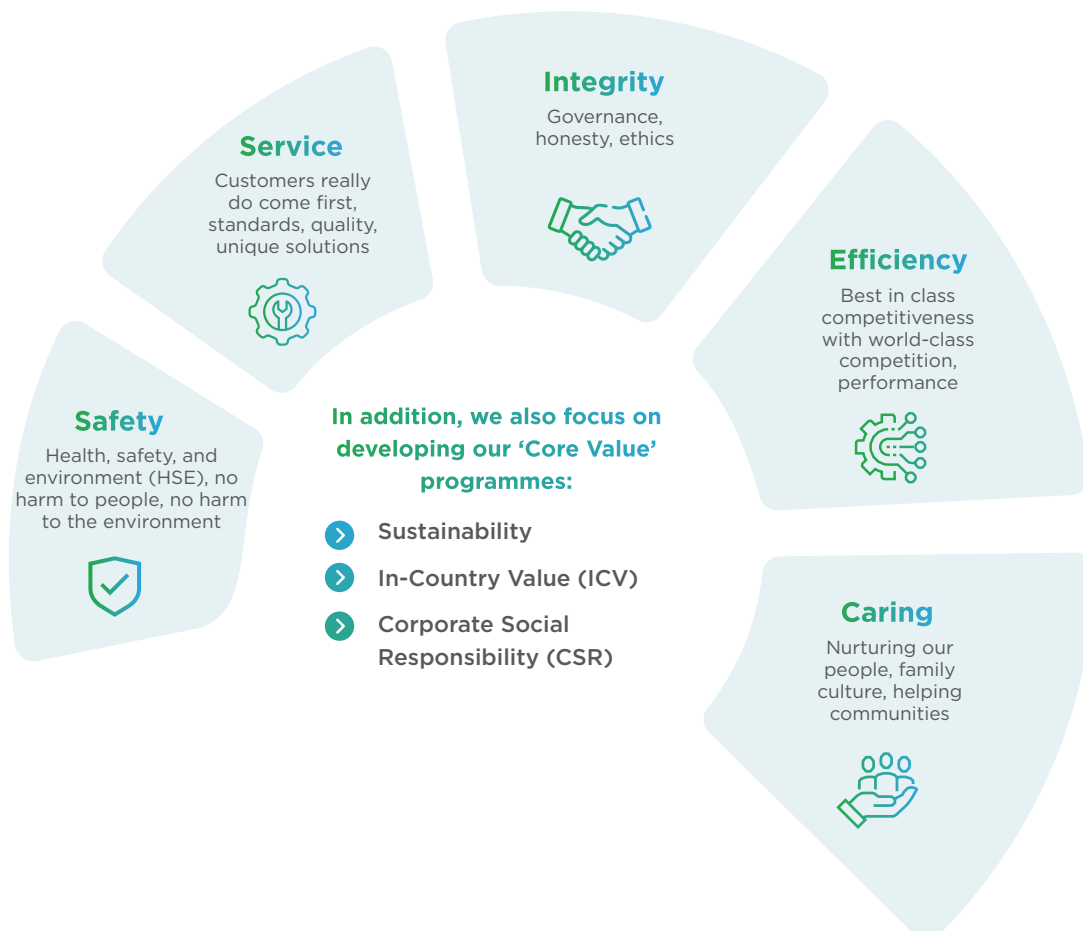 Safety
Health, safety, and
environment (HSE), no
harm to people, no harm
to the environment
Service
Customers really
do come first,
standards, quality,
unique solutions
Integrity
Governance,
honesty, ethics
Efficiency
Best in class
competitiveness
with world-class
competition,
performance
Caring
Nurturing our
people, family
culture, helping
communities
In addition, we also focus on
developing our ‘Core Value’
programmes:
Sustainability
In-Country Value (ICV)
Corporate Social
Responsibility (CSR)